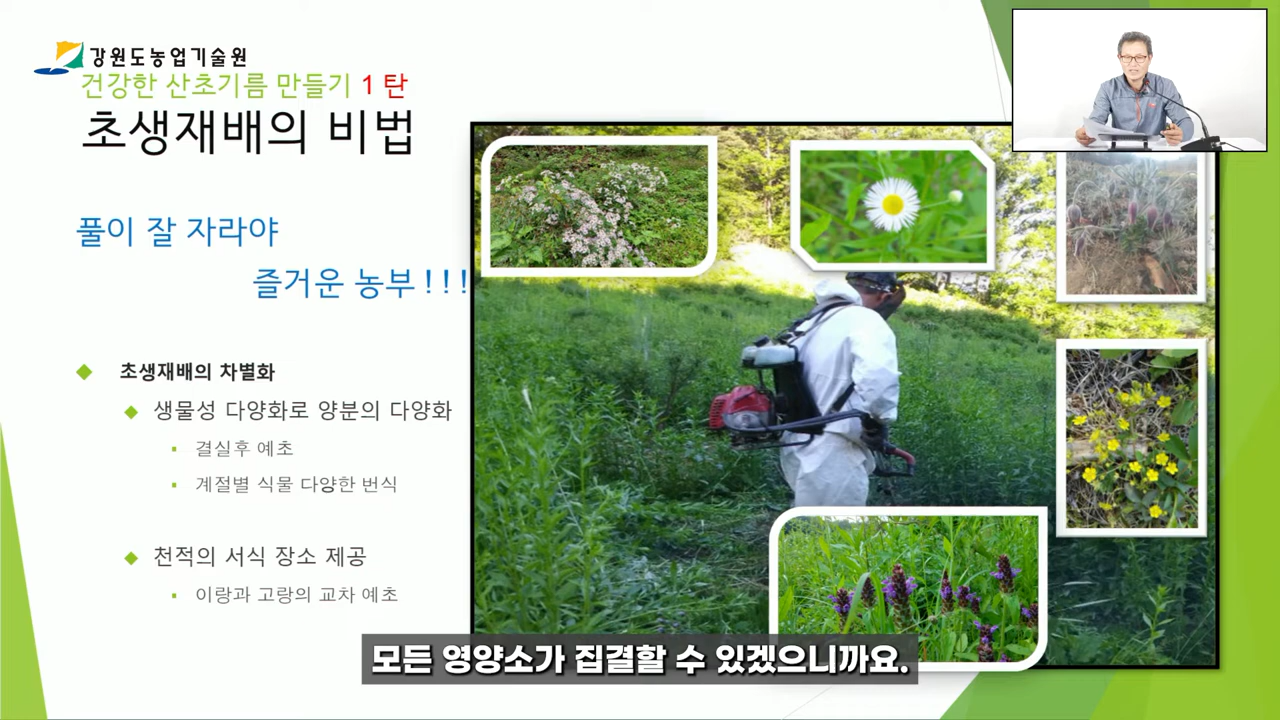 강원도농업기술원
건강한 산초기름 만들기 1 탄
초생재배의 비법
풀이 잘 자라야
즐거운 농부 ! ! !
초생재배의 차별화
생물성 다양화로 양분의 다양화
결실후 예초
계절별 식물 다양한 번식
천적의 서식 장소 제공
이랑과 고랑의 교차 예초
모든 영양소가 집결할 수 있겠으니까요.